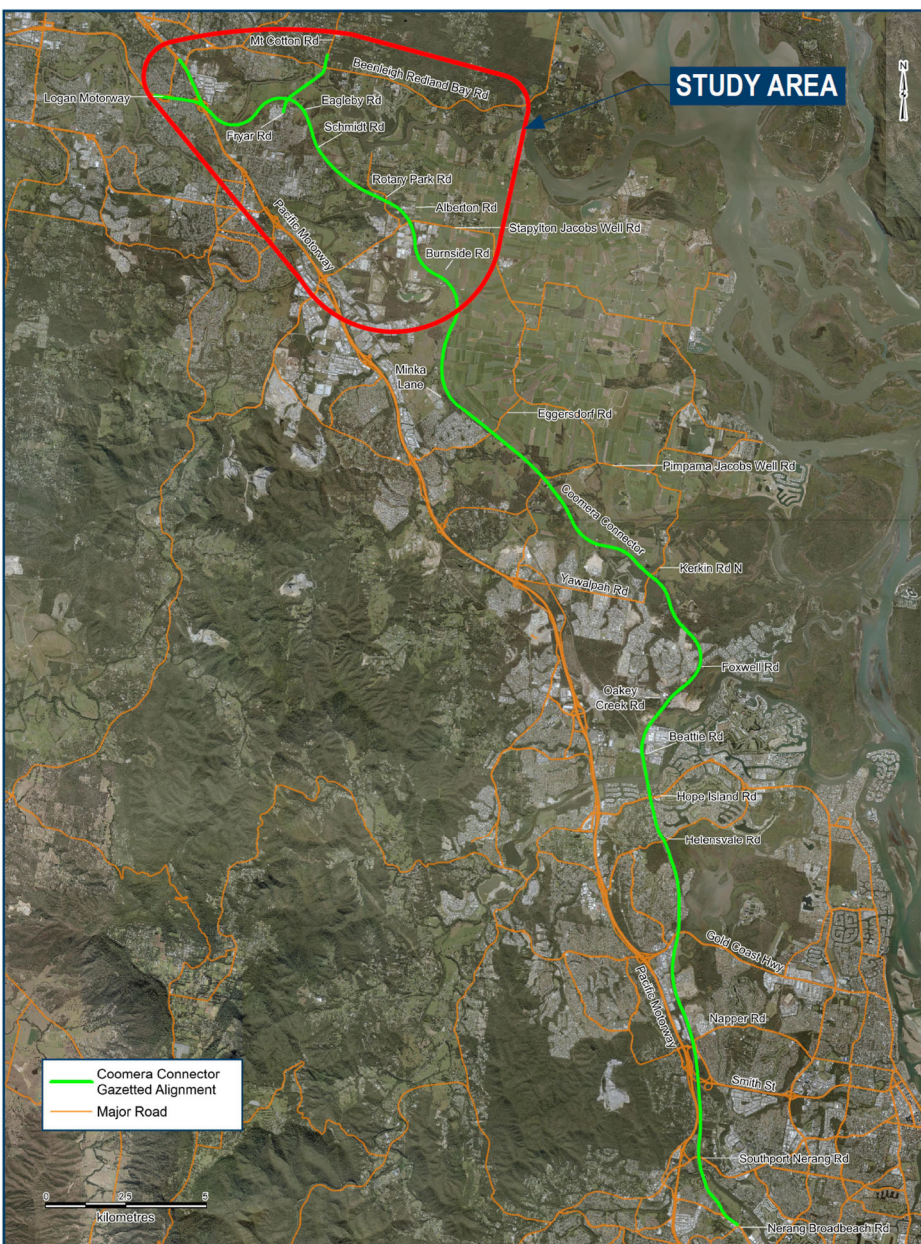 Mt Cotton Rd
Beenleigh Redland Bay Rd
STUDY AREA
N
Logan Motorway
Eagleby Rd
Fryar Rd
Schmidt Rd
Rotary Park Rd
Alberton Rd
Pacific Motorway
Stapylton Jacobs Well Rd
Burnside Rd
Minka
Lane
Eggersdorf Rd
Pimpama Jacobs Well Rd
Coomera Connector
Kerkin Rd N
Yawalpah Rd
Foxwell Rd
Oakey
Creek Rd
Beattie Rd
Hope Island Rd
Helensvale Rd
Gold Coast Hwy
Pacific Motorway
Napper Rd
Smith St
Coomera Connector
Gazetted Alignment
Major Road
Southport Nerang Rd
0 2.5 5
kilometres
Nerang Broadbeach Rd